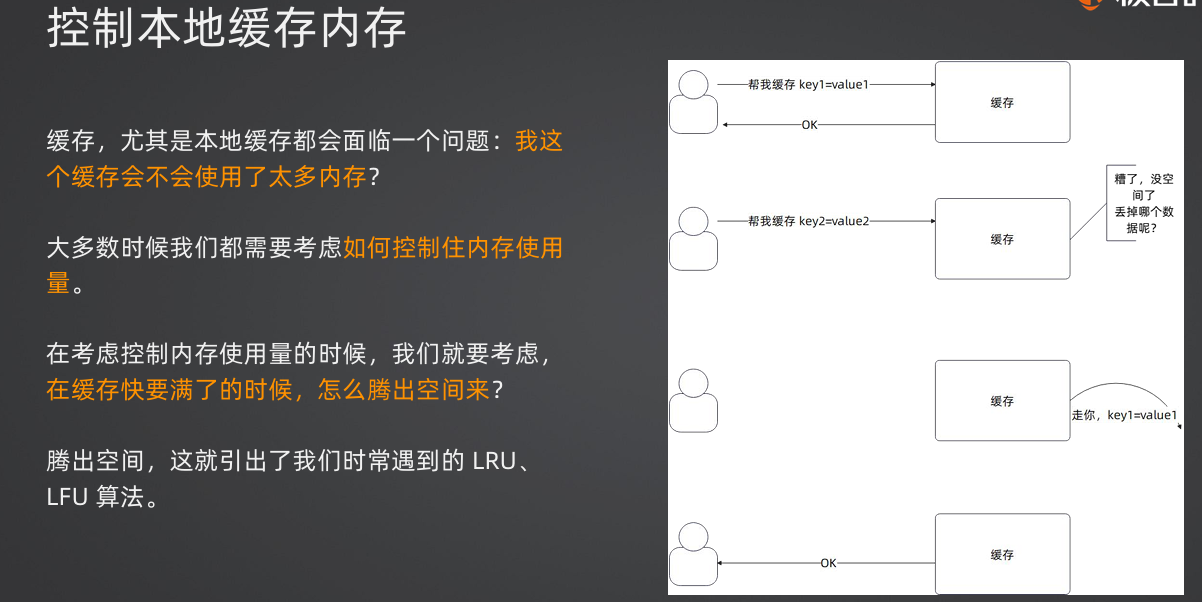 控制本地缓存内存
缓存，尤其是本地缓存都会面临一个问题：我这
个缓存会不会使用了太多内存？
大多数时候我们都需要考虑如何控制住内存使用
量。
在考虑控制内存使用量的时候，我们就要考虑，
在缓存快要满了的时候，怎么腾出空间来？
腾出空间，这就引出了我们时常遇到的 LRU、
LFU 算法。
帮我缓存 key1=value1
缓存
OK
帮我缓存 key2=value2
缓存
糟了，没空
间了
丢掉哪个数
据呢？
缓存
走你，key1=value1
缓存
OK